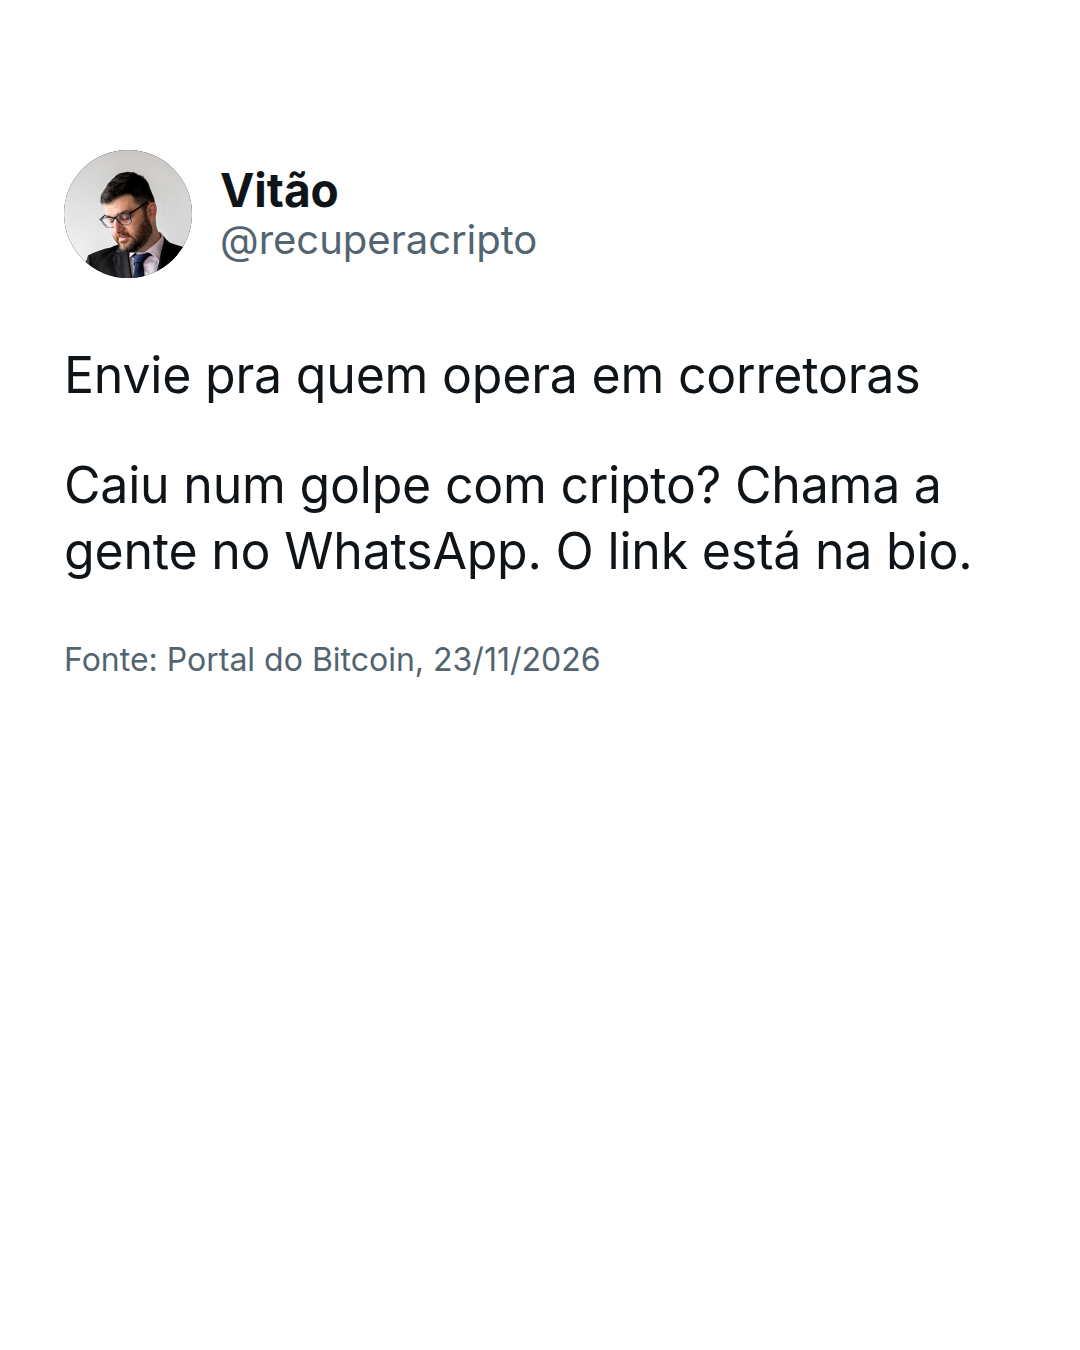 Vitão
@recuperacripto
Envie pra quem opera em corretoras
Caiu num golpe com cripto? Chama a
gente no WhatsApp. O link está na bio.
Fonte: Portal do Bitcoin, 23/11/2026